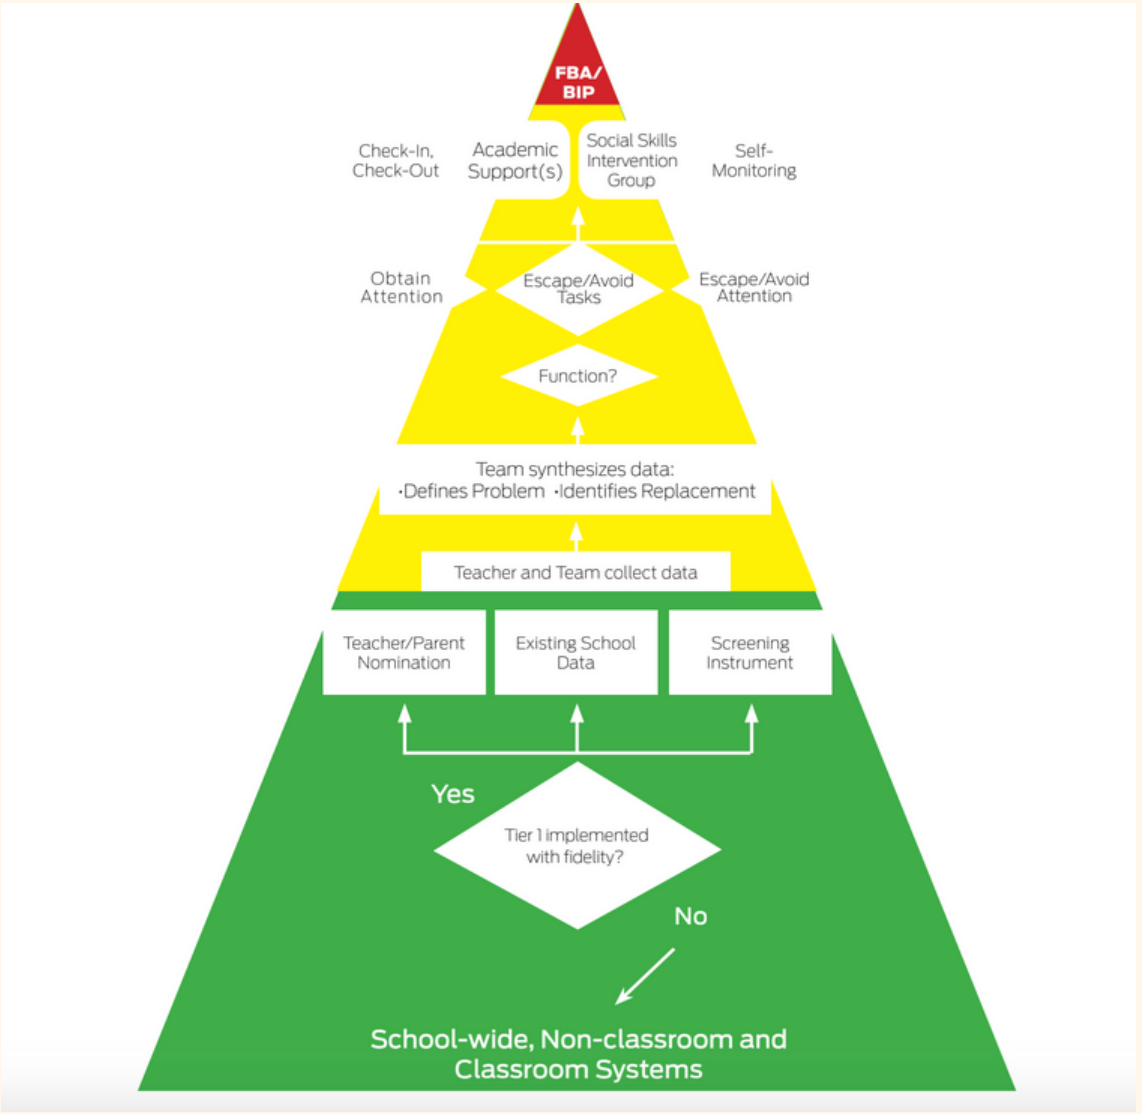 FBA/
BIP
Check-In,
Check-Out
Academic
Support(s)
Social Skills
Intervention
Group
Self-
Monitoring
Obtain
Attention
Escape/Avoid
Tasks
Escape/Avoid
Attention
Function?
Team synthesizes data:
•Defines Problem •Identifies Replacement
Teacher and Team collect data
Teacher/Parent
Nomination
Existing School
Data
Screening
Instrument
Yes
Tier 1 implemented
with fidelity?
No
School-wide, Non-classroom and
Classroom Systems